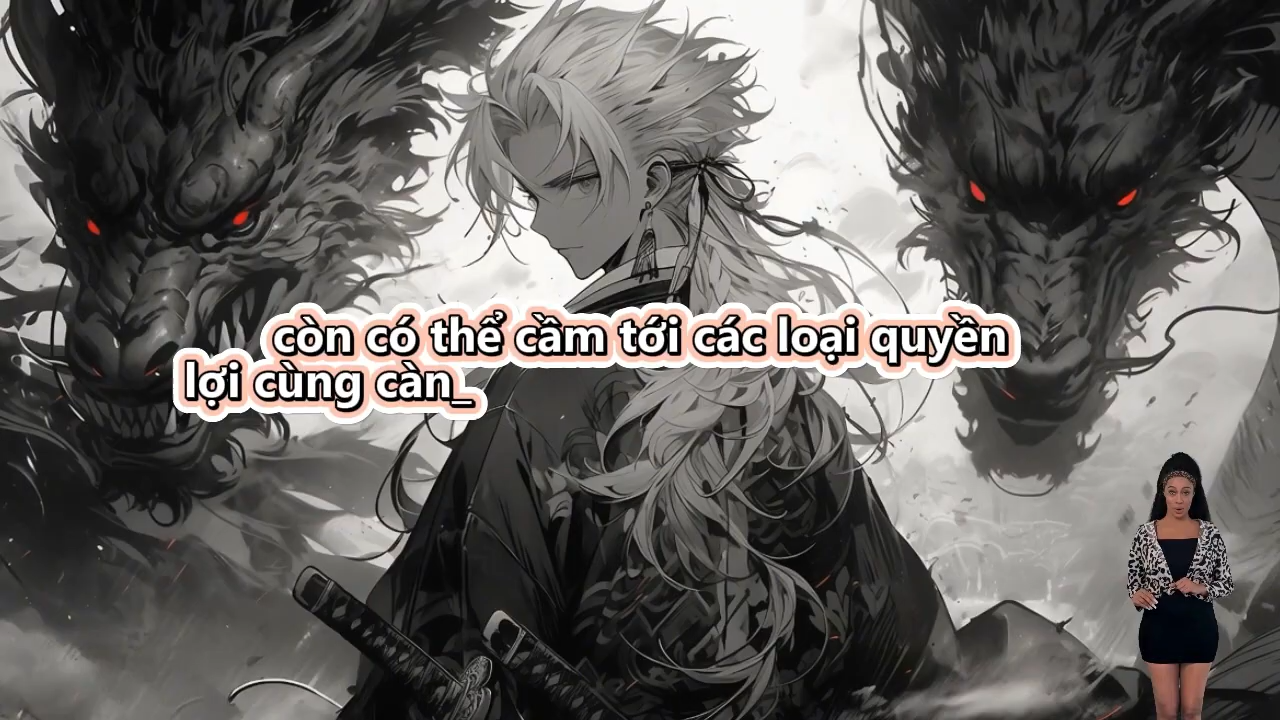 còn có thể cầm tới các loại quyền
lợi cùng càn_